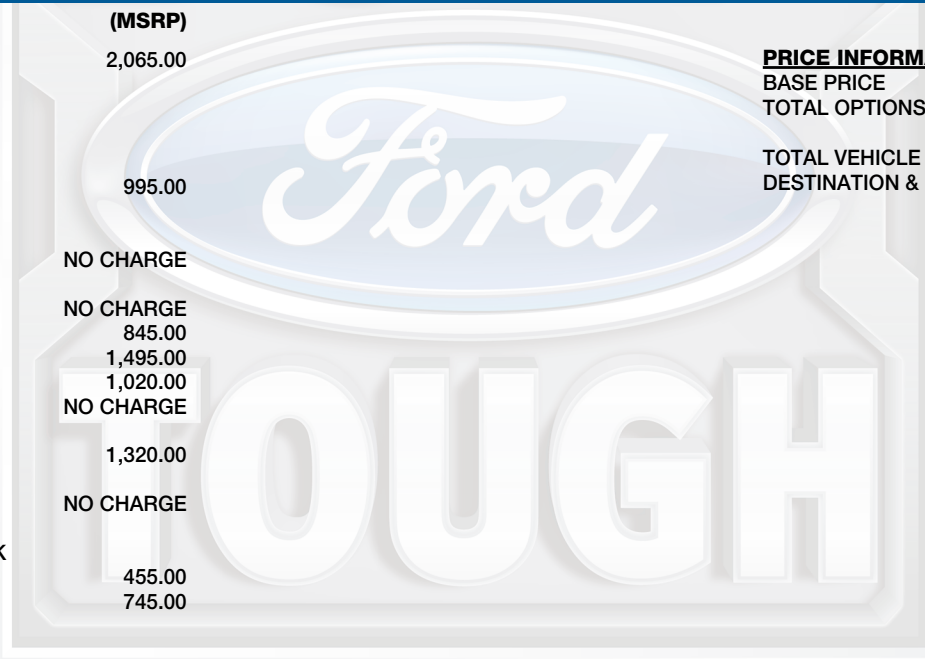 (MSRP)
2,065.00
995.00
NO CHARGE
NO CHARGE
845.00
1,495.00
1,020.00
NO CHARGE
1,320.00
NO CHARGE
K
455.00
745.00
PRICE INFORMA
BASE PRICE
TOTAL OPTIONS
TOTAL VEHICLE
DESTINATION &
Ford
TOUGH